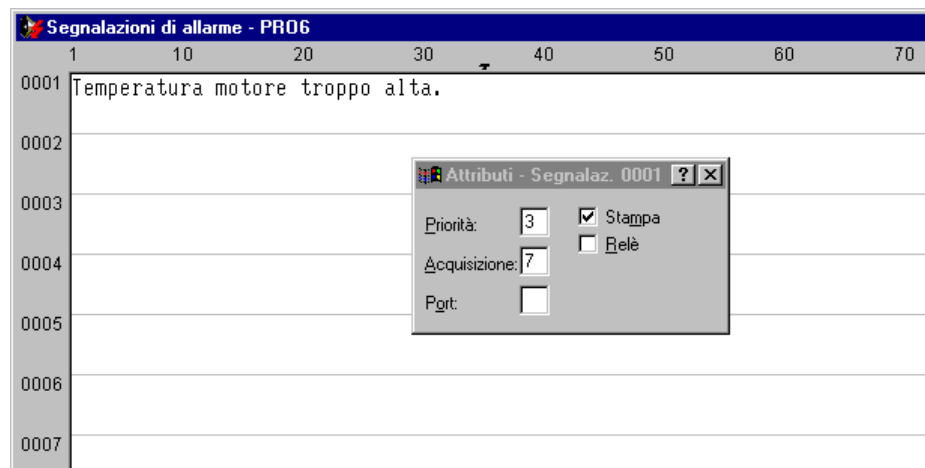 Segnalazioni di allarme - PRO6
1 10 20 30 40 50 60 70
0001 Temperatura motore troppo alta.
0002
Attributi - Segnalaz. 0001
0003
Priorità: 3 Stampa
Relè
0004
Acquisizione: 7
Port:
0005
0006
0007